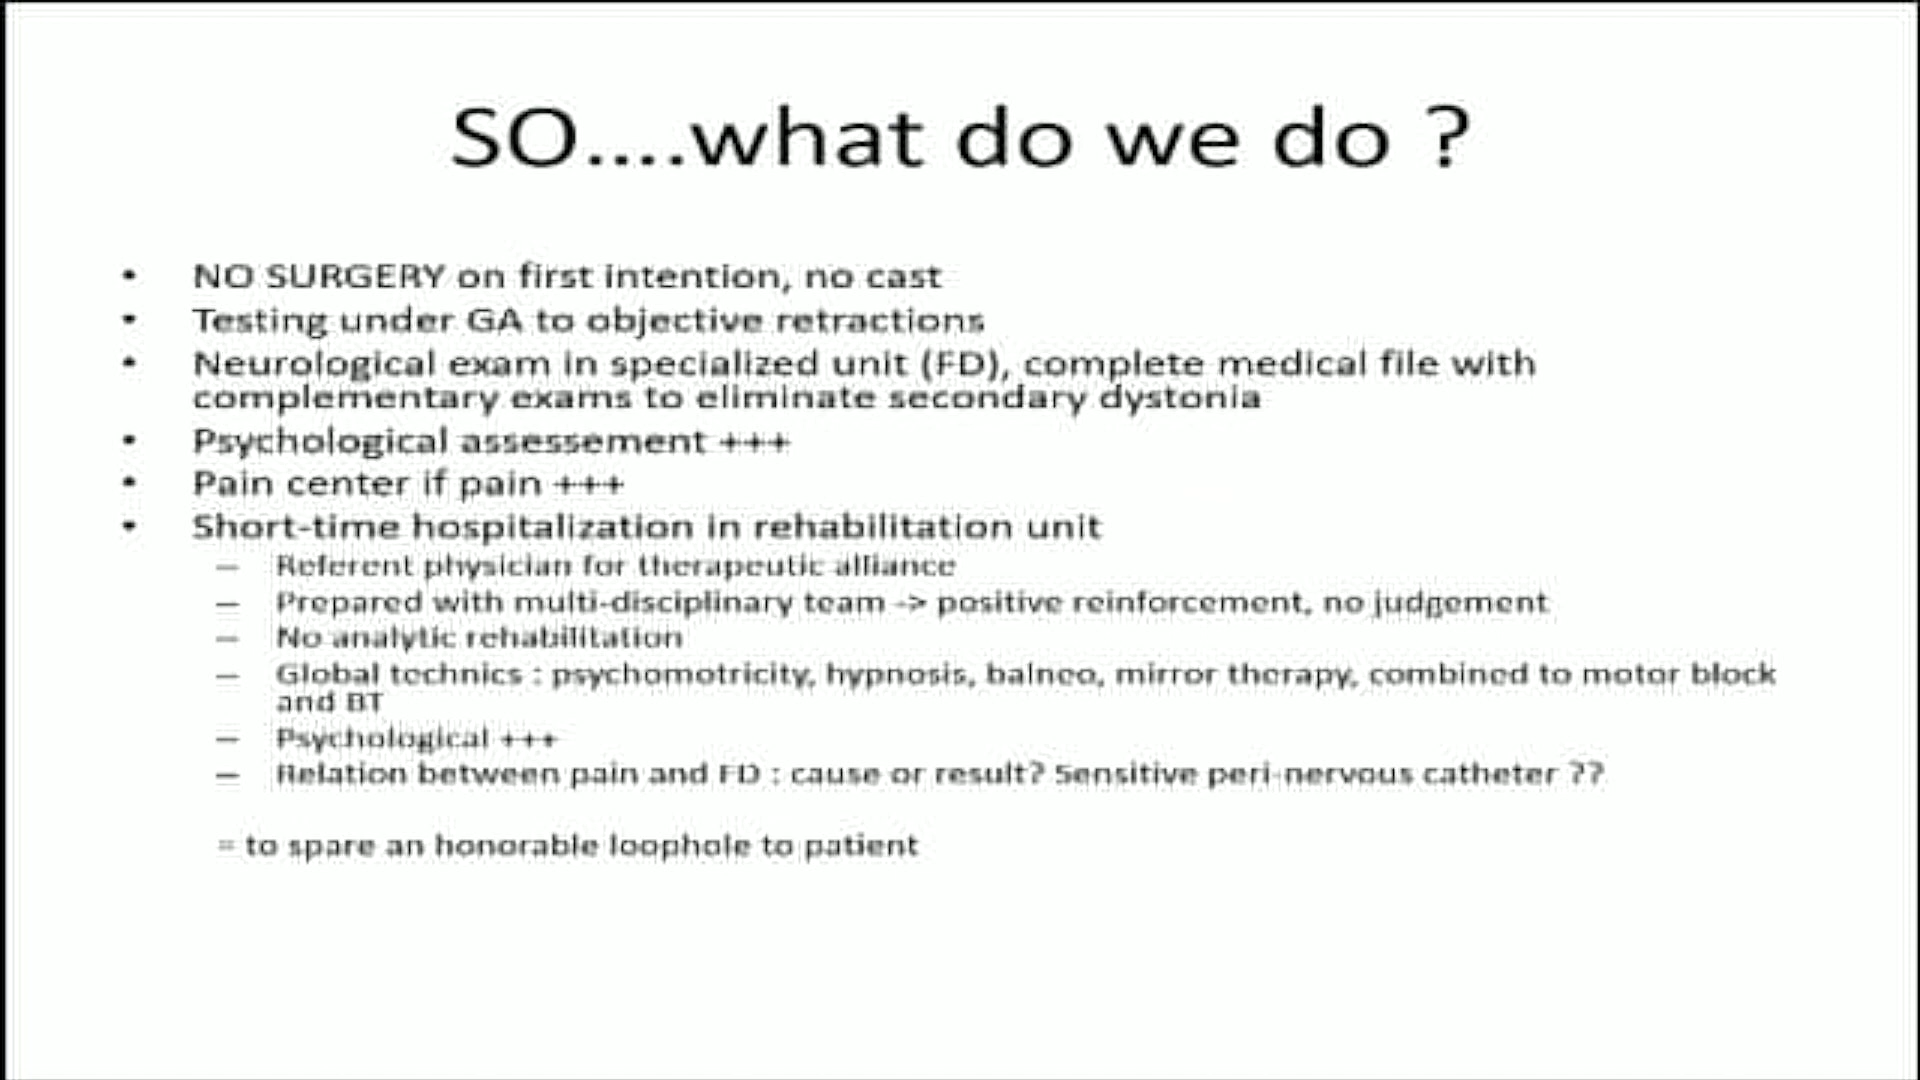 SO....what do we do ?
• NO SURGERY on first intention, no cast
• Testing under GA to objective retractions
• Neurological exam in specialized unit (FD), complete medical file with
complementary exams to eliminate secondary dystonia
• Psychological assessement +++
• Pain center if pain +++
• Short-time hospitalization in rehabilitation unit
– Referent physician for therapeutic alliance
– Prepared with multi-disciplinary team -> positive reinforcement, no judgement
– No analytic rehabilitation
– Global technics : psychomotricity, hypnosis, balneo, mirror therapy, combined to motor block
and BT
– Psychological +++
– Relation between pain and FD : cause or result? Sensitive peri-nervous catheter ??
= to spare an honorable loophole to patient